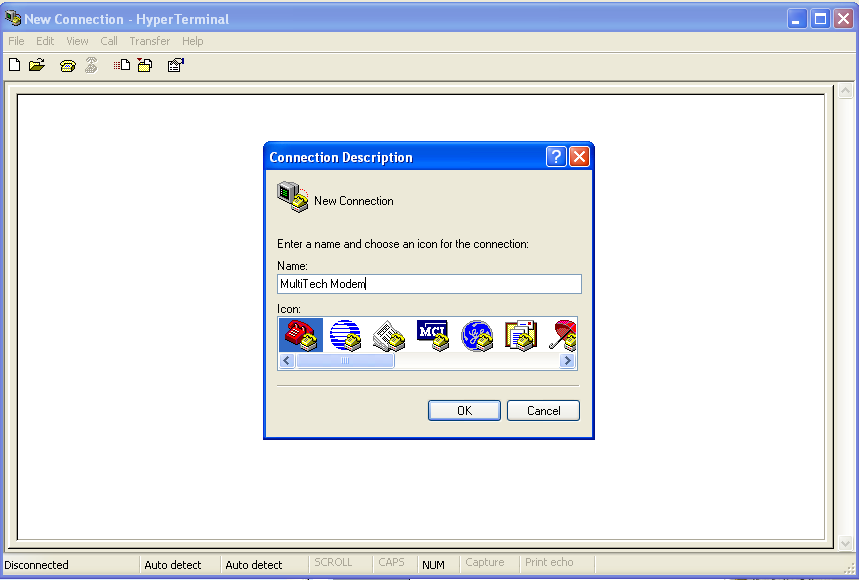 New Connection - HyperTerminal
File Edit View Call Transfer Help
Connection Description
New Connection
Enter a name and choose an icon for the connection:
Name:
MultiTech Modem
Icon:
MCI
OK Cancel
Disconnected Auto detect Auto detect SCROLL CAPS NUM Capture Print echo